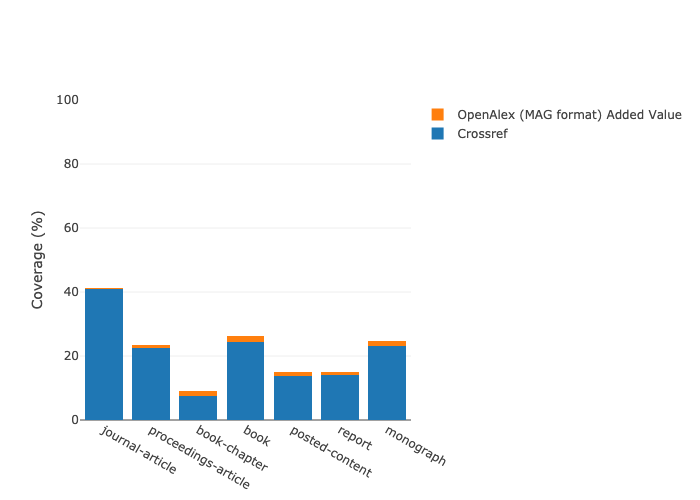 OpenAlex (MAG format) Added Value
Crossref
Coverage (%)
100
80
60
40
20
0
journal-article
proceedings-article
book-chapter
book
posted-content
report
monograph